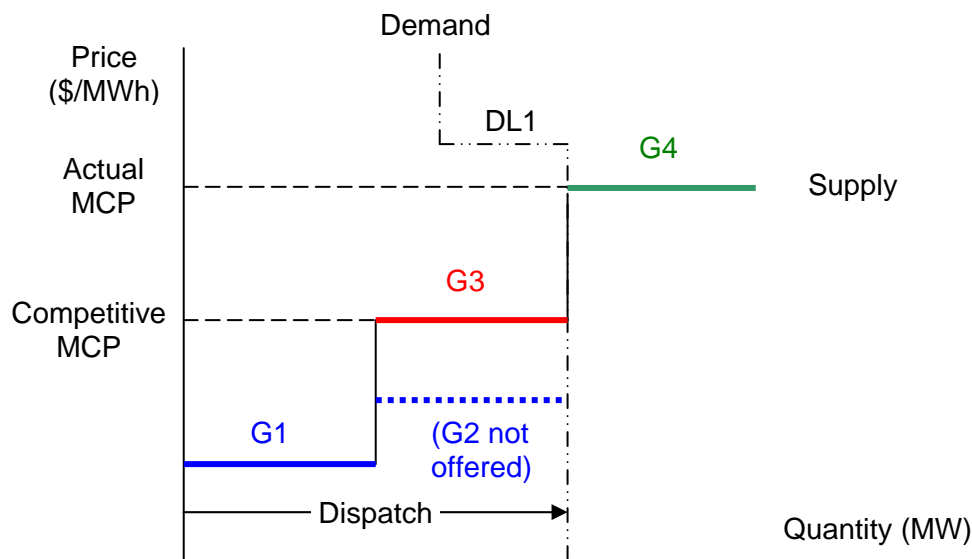 Demand
Price
($/MWh)
DL1
G4
Actual
MCP
Supply
G3
Competitive
MCP
G1
(G2 not
offered)
Dispatch
Quantity (MW)